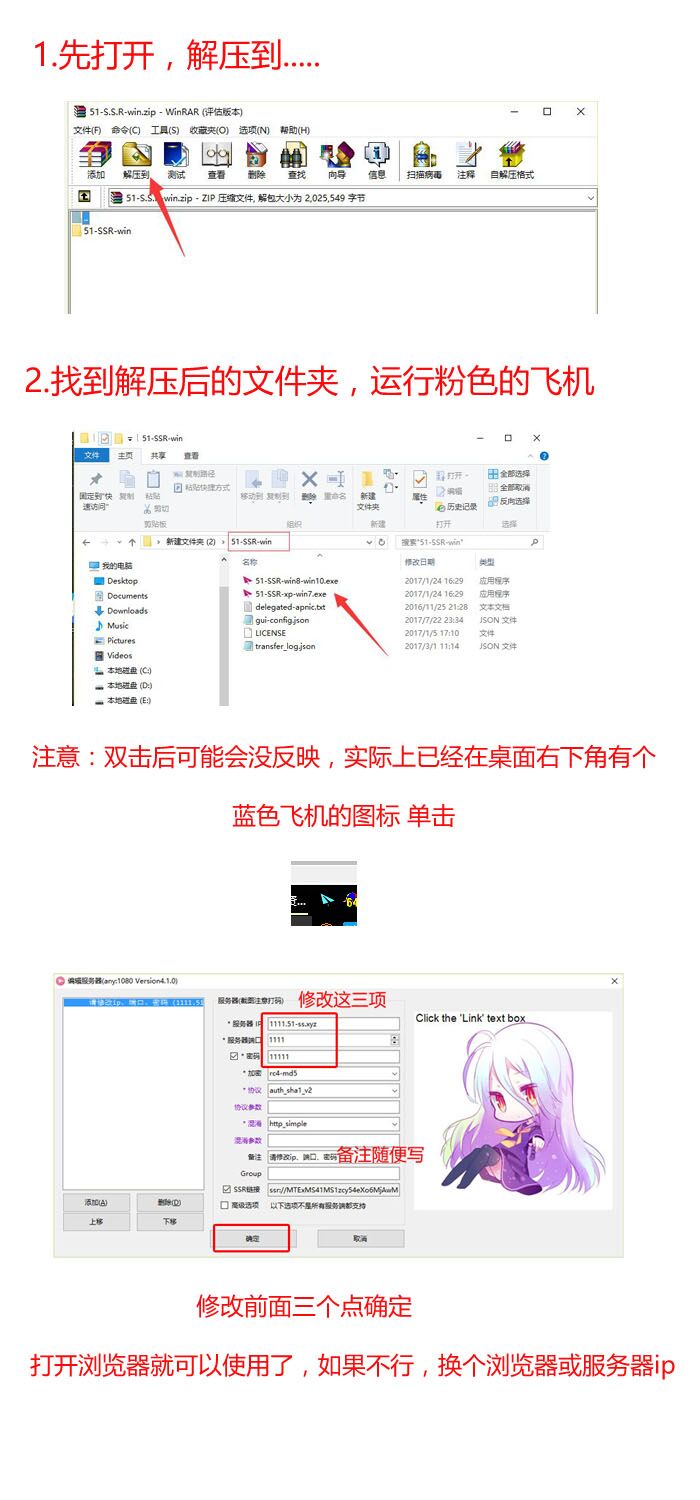 1.先打开，解压到.....
51-S.S.R-win.zip - WinRAR (评估版本)
文件(F) 命令(C) 工具(S) 收藏夹(O) 选项(N) 帮助(H)
添加 解压到 测试 查看 删除 查找 向导 信息 扫描病毒 注释 自解压格式
-win.zip - ZIP 压缩文件, 解包大小为 2,025,549 字节
51-SSR-win
2.找到解压后的文件夹，运行粉色的飞机
51-SSR-win
文件 主页 共享 查看
固定到"快速访问" 复制 粘贴 复制路径 粘贴快捷方式 剪切 移动到 复制到 删除 重命名 新建文件夹 属性 打开 编辑 历史记录 全部选择 全部取消 反向选择
剪贴板 组织 新建 打开 选择
新建文件夹 (2) 51-SSR-win 搜索"51-SSR-win"
我的电脑
Desktop
Documents
Downloads
Music
Pictures
Videos
本地磁盘 (C:)
本地磁盘 (D:)
本地磁盘 (E:)
名称 修改日期 类型
51-SSR-win8-win10.exe 2017/1/24 16:29 应用程序
51-SSR-xp-win7.exe 2017/1/24 16:29 应用程序
delegated-apnic.txt 2016/11/25 21:28 文本文档
gui-config.json 2017/7/22 23:34 JSON 文件
LICENSE 2017/1/5 17:10 文件
transfer_log.json 2017/3/1 11:14 JSON 文件
注意：双击后可能会没反映，实际上已经在桌面右下角有个
蓝色飞机的图标 单击
64
编辑服务器(any:1080 Version4.1.0)
请修改ip、端口、密码 (1111.51
服务器(截图注意打码)
修改这三项
* 服务器 IP 1111.51-ss.xyz
* 服务器端口 1111
* 密码 11111
* 加密 rc4-md5
* 协议 auth_sha1_v2
协议参数
* 混淆 http_simple
混淆参数
备注 请修改ip、端口、密码
备注随便写
Group
SSR链接 ssr://MTExMS41MS1zcy54eXo6MjAwM
高级选项 以下选项不是所有服务端都支持
Click the 'Link' text box
添加(A) 删除(D)
上移 下移
确定 取消
修改前面三个点确定
打开浏览器就可以使用了，如果不行，换个浏览器或服务器ip